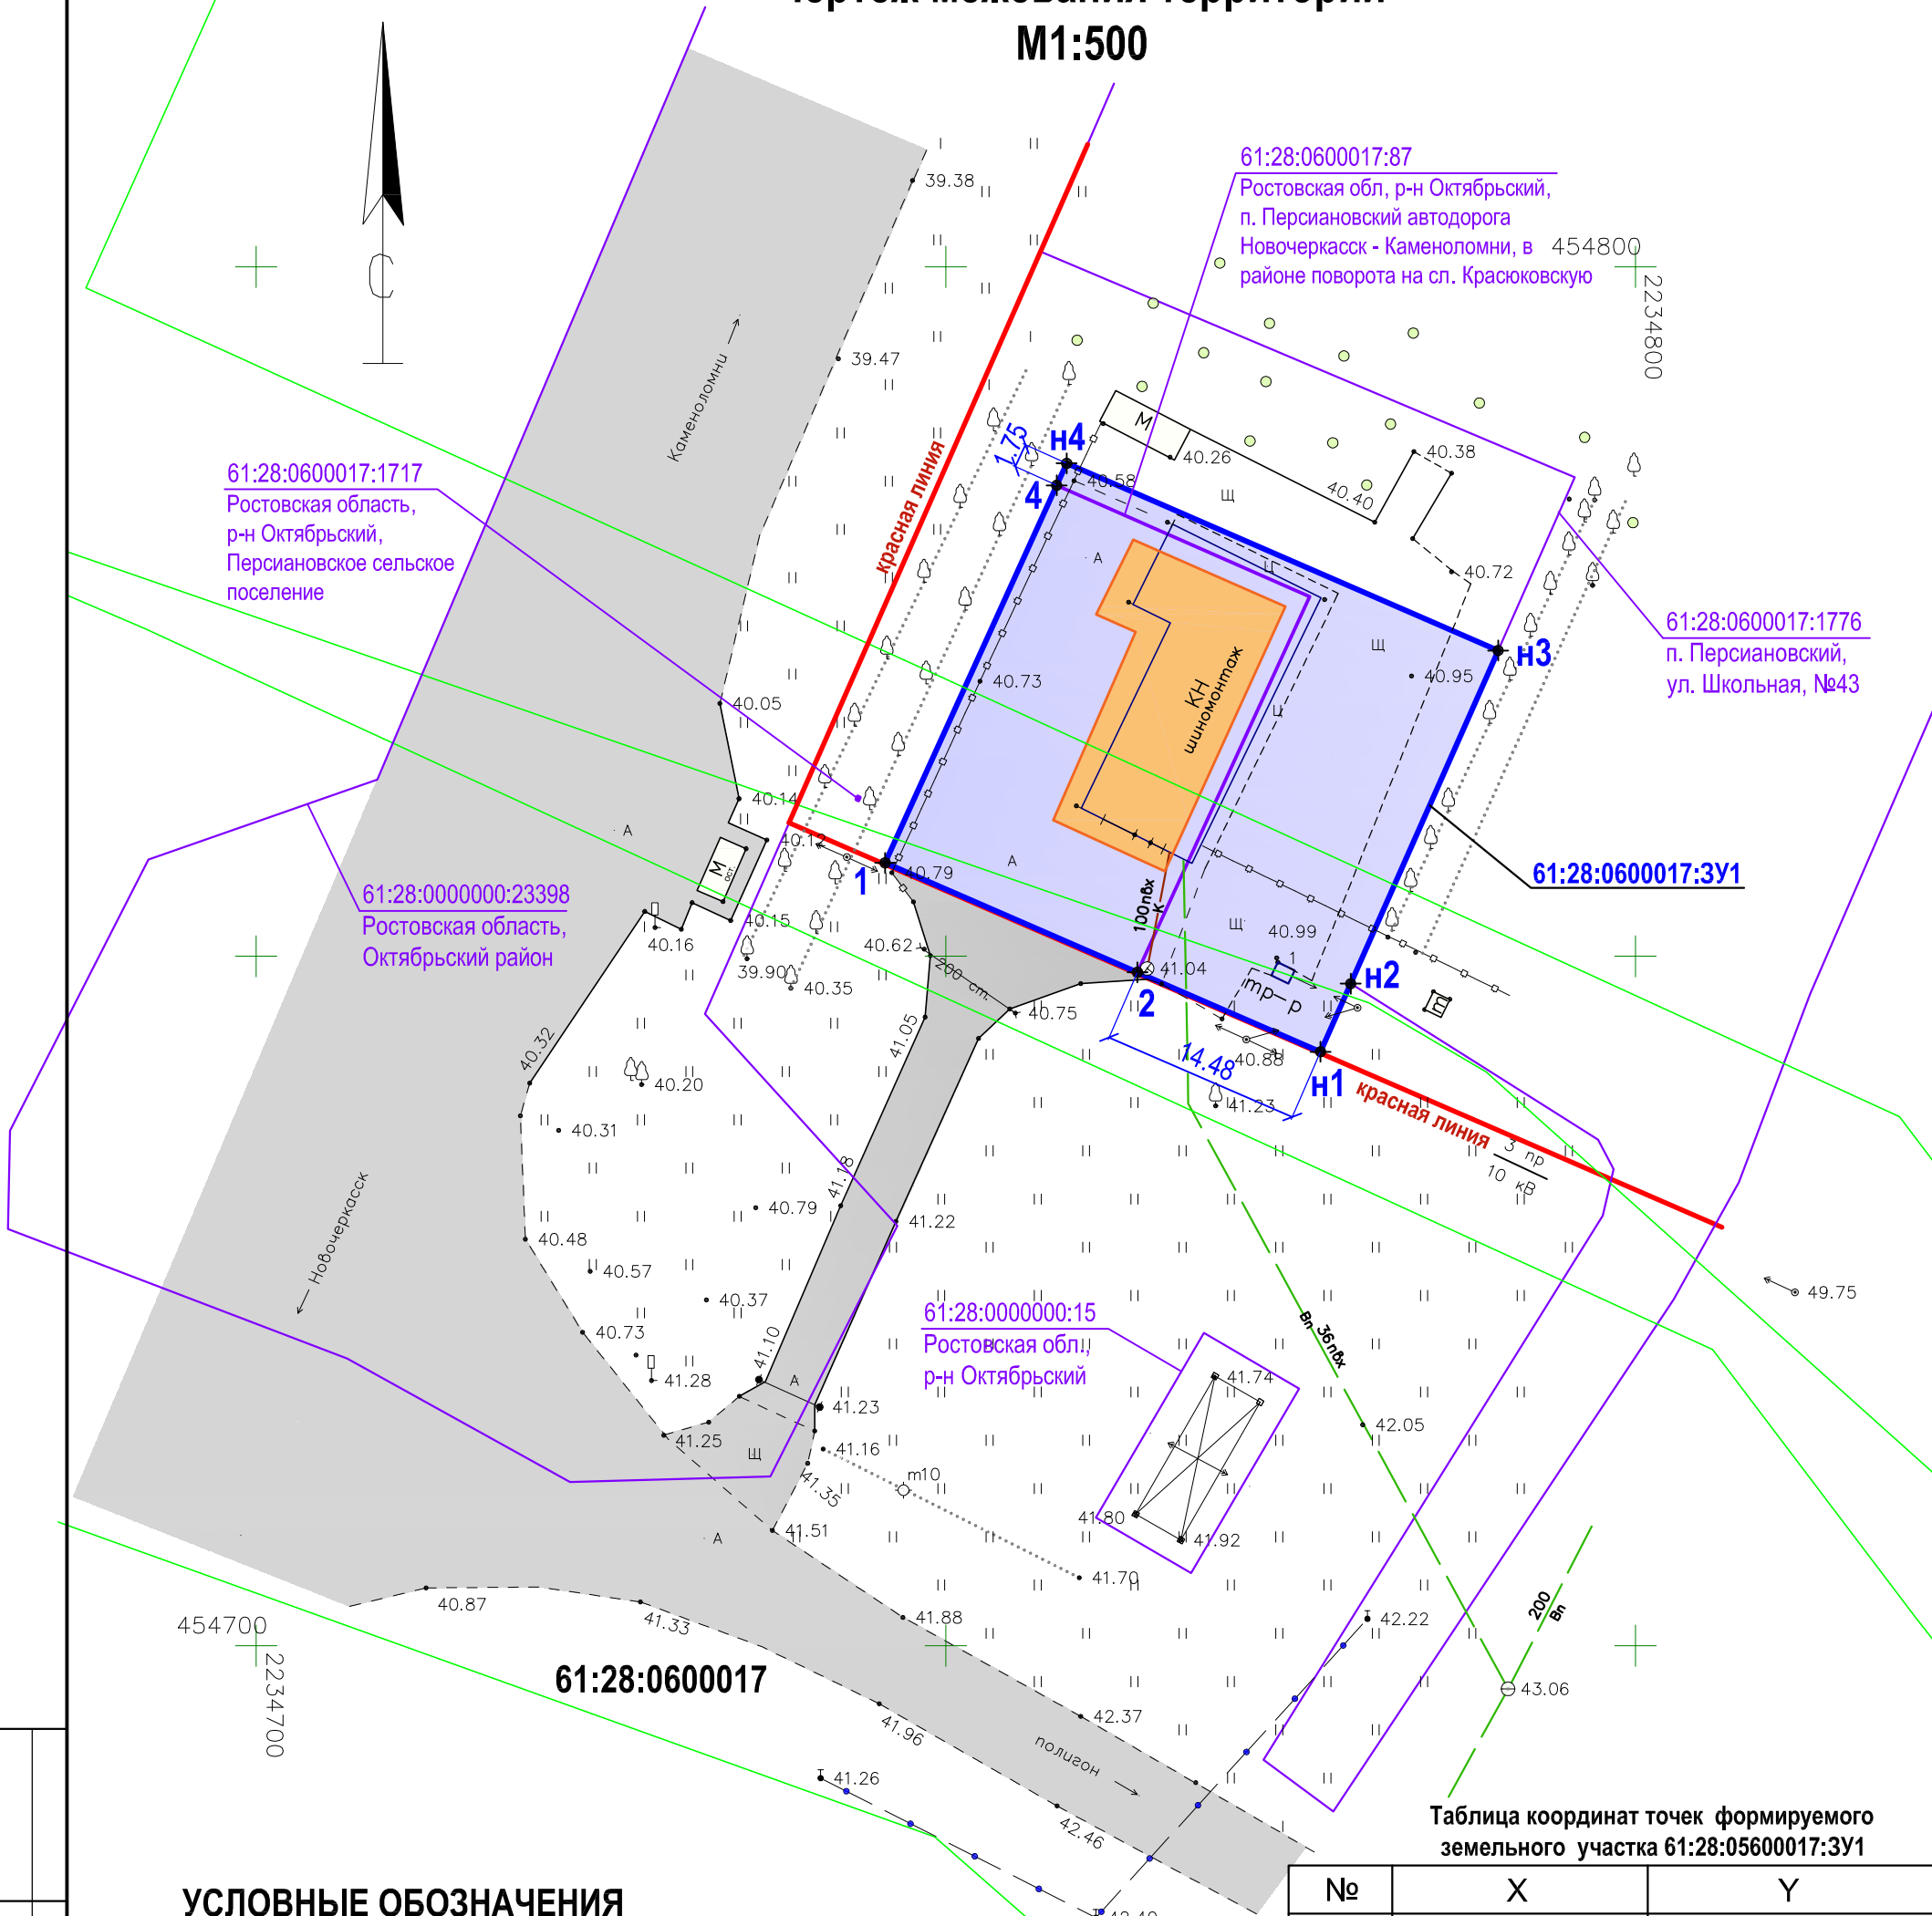 М1:500
61:28:0600017:87
Ростовская обл, р-н Октябрьский,
п. Персиановский автодорога
Новочеркасск - Каменоломни, в
районе поворота на сл. Красюковскую
454800
2234800
С
39.38
39.47
Каменоломни
красная линия
61:28:0600017:1717
Ростовская область,
р-н Октябрьский,
Персиановское сельское
поселение
1.75
н4
4
М
40.26
40.38
40.58
Щ
40.40
А
Ц
40.72
61:28:0600017:1776
п. Персиановский,
ул. Школьная, №43
Щ
н3
40.95
40.73
КН
шиномонтаж
Ц
40.05
40.14
А
40.12
М
ост.
1
40.79
А
61:28:0600017:ЗУ1
61:28:0000000:23398
Ростовская область,
Октябрьский район
40.15
40.16
39.90
40.35
40.62
200 ст.
100пвх
К
Щ
40.99
41.04
1
тр-р
н2
m
2
40.75
41.05
14.48
40.88
н1
41.23
красная линия
3 пр
10 кВ
40.32
40.20
40.31
41.18
40.79
41.22
40.48
40.57
40.37
Новочеркасск
40.73
41.10
41.28
А
41.23
41.25
Щ
41.16
41.35
m10
41.51
А
61:28:0000000:15
Ростовская обл.,
р-н Октябрьский
41.74
41.80
41.92
41.70
Вп
36пвх
49.75
42.05
42.22
200
Вп
43.06
40.87
41.33
41.88
454700
2234700
61:28:0600017
41.96
42.37
полигон
41.26
42.46
Таблица координат точек формируемого
земельного участка 61:28:05600017:ЗУ1
№ X Y
УСЛОВНЫЕ ОБОЗНАЧЕНИЯ